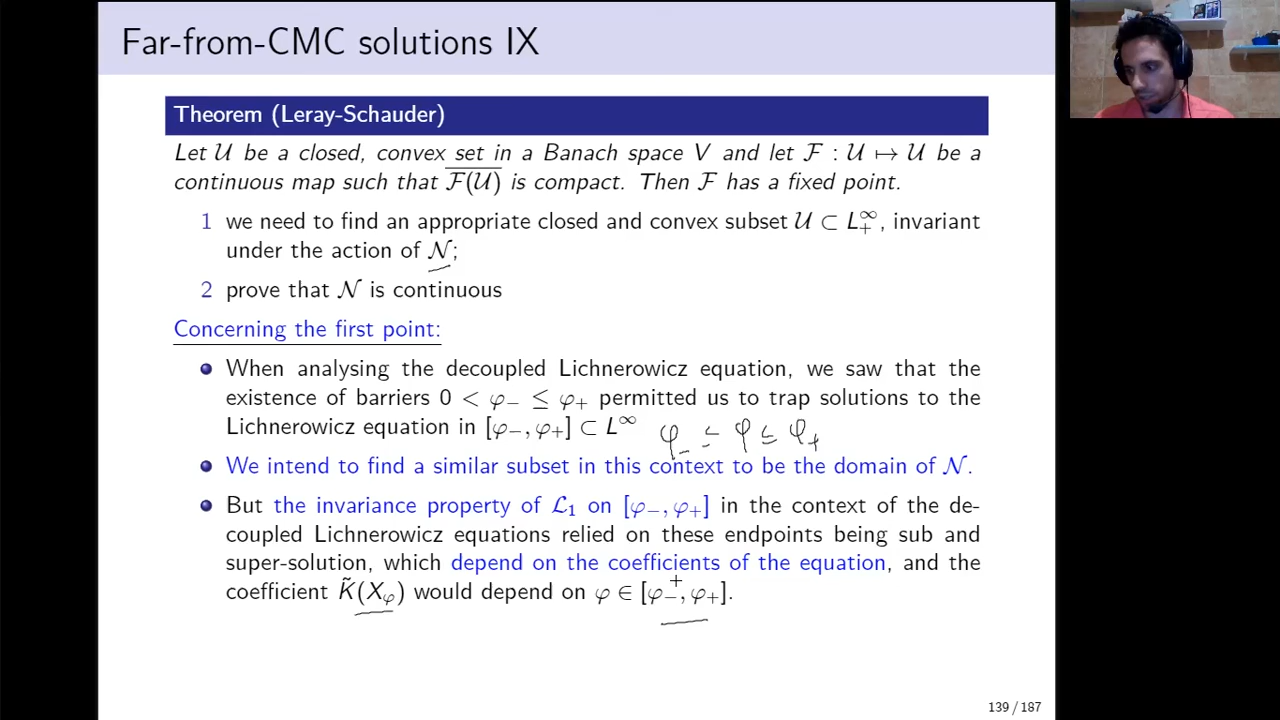 Far-from-CMC solutions IX
Theorem (Leray-Schauder)
Let 𝒰 be a closed, convex set in a Banach space V and let ℱ : 𝒰 ↦ 𝒰 be a
continuous map such that \overline{ℱ(𝒰)} is compact. Then ℱ has a fixed point.
1 we need to find an appropriate closed and convex subset 𝒰 ⊂ L^∞_+, invariant
under the action of 𝒩;
2 prove that 𝒩 is continuous
Concerning the first point:
When analysing the decoupled Lichnerowicz equation, we saw that the
existence of barriers 0 < φ₋ ≤ φ₊ permitted us to trap solutions to the
Lichnerowicz equation in [φ₋, φ₊] ⊂ L^∞ φ₋ ≤ φ ≤ φ₊
We intend to find a similar subset in this context to be the domain of 𝒩.
But the invariance property of ℒ₁ on [φ₋, φ₊] in the context of the de-
coupled Lichnerowicz equations relied on these endpoints being sub and
super-solution, which depend on the coefficients of the equation, and the
coefficient K̃(X_φ) would depend on φ ∈ [φ₋, φ₊].
139 / 187